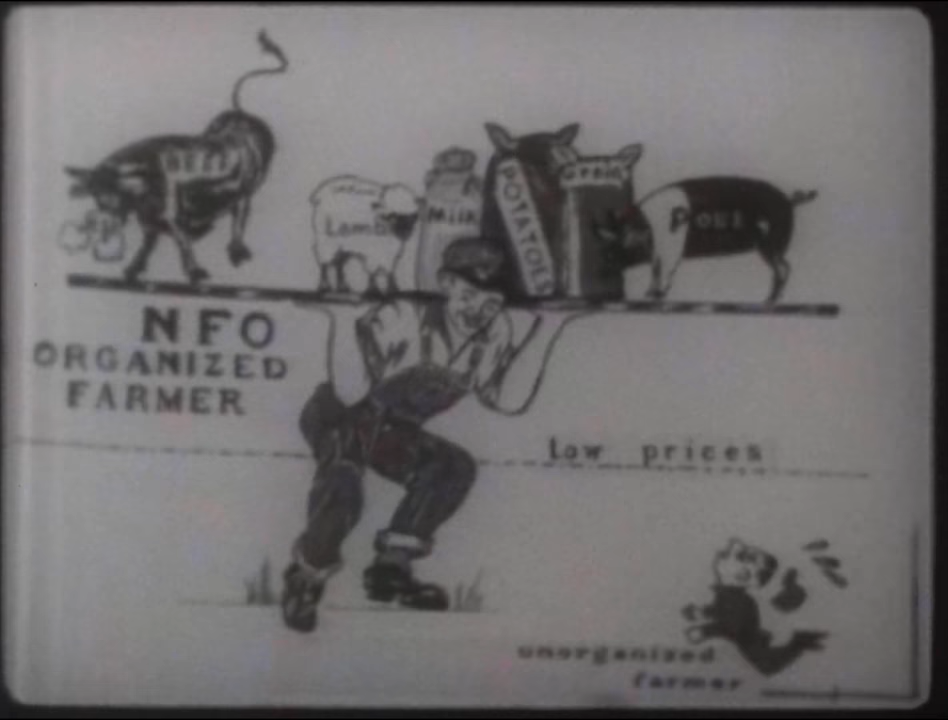 BEEF
Lamb
Milk
POTATOES
Grain
Pork
NFO
ORGANIZED
FARMER
Low prices
unorganized
farmer